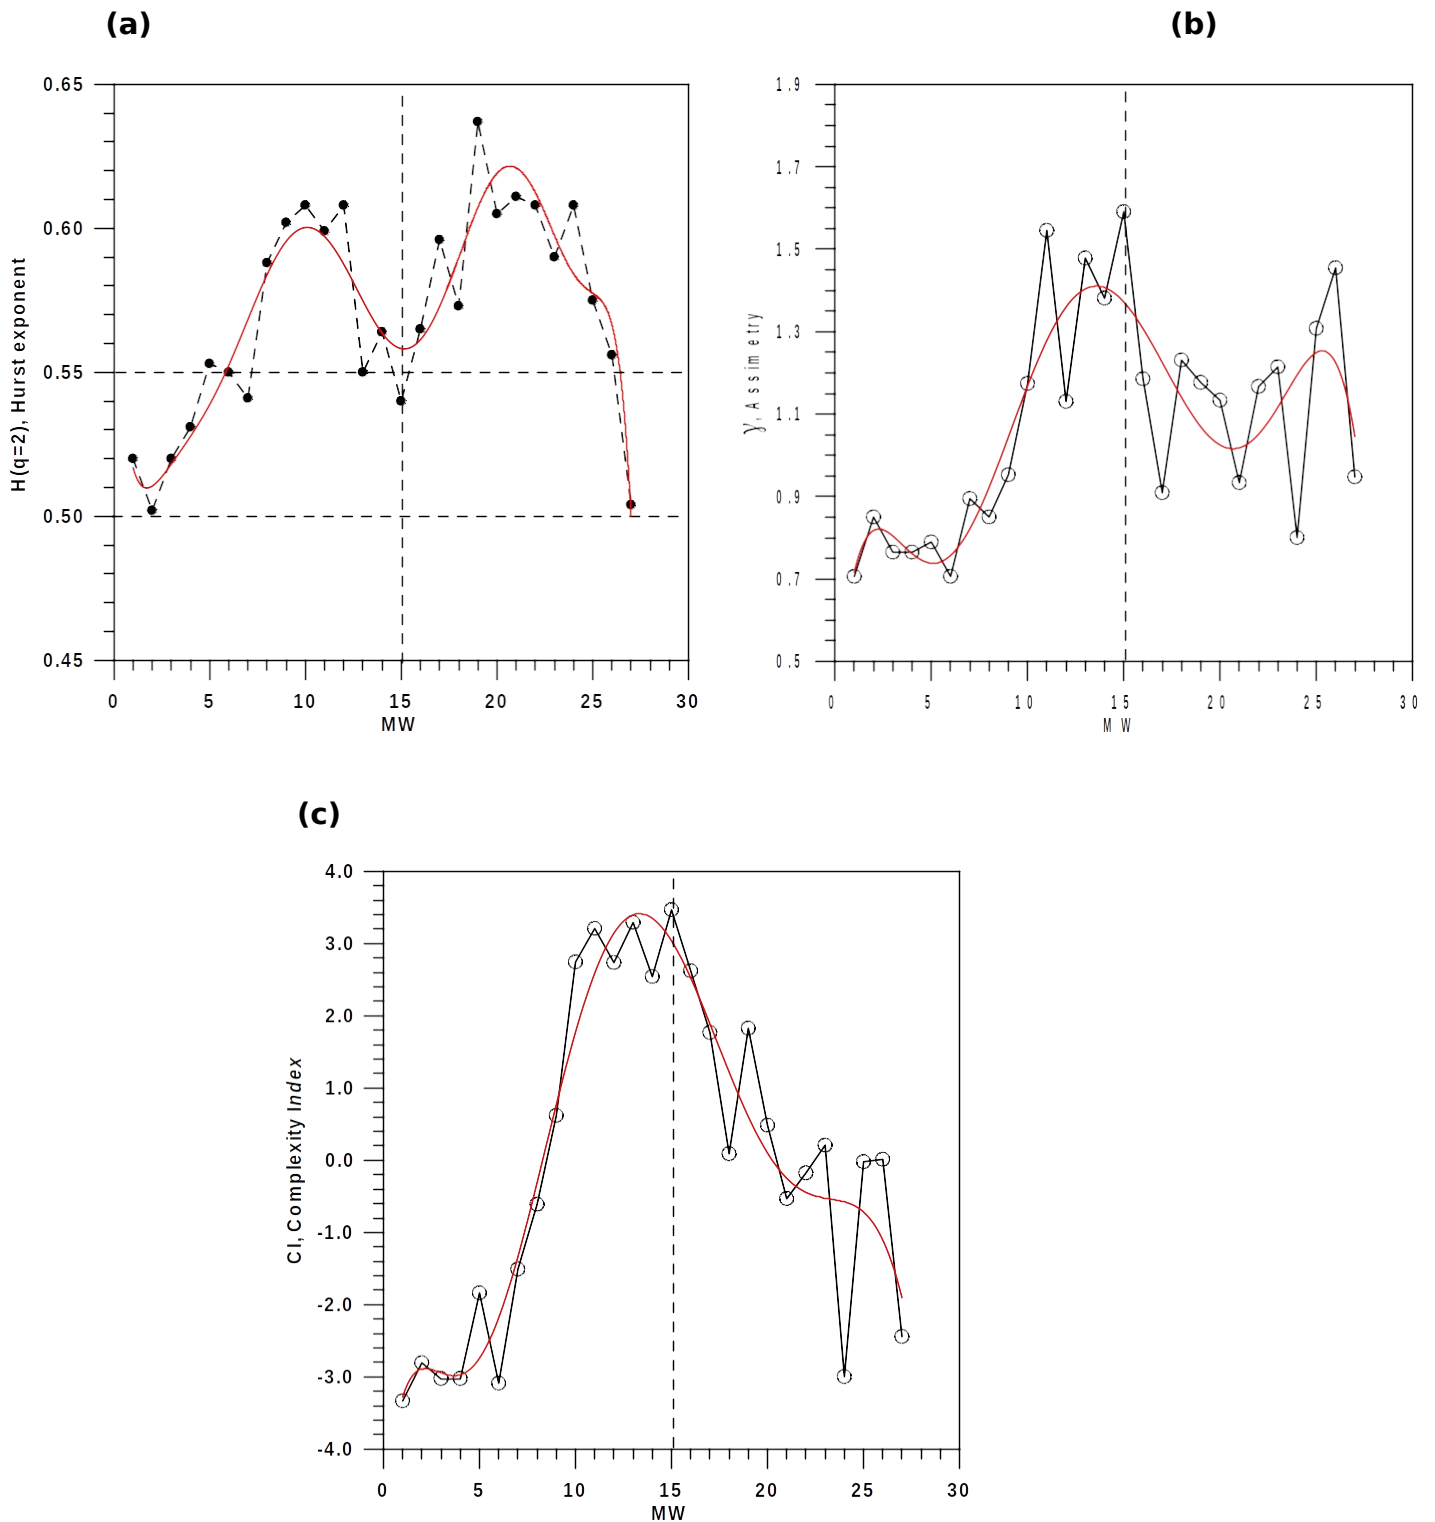 (a)
(b)
0.65
0.60
0.55
0.50
0.45
H(q=2), Hurst exponent
0 5 10 15 20 25 30
MW
1.9
1.7
1.5
1.3
1.1
0.9
0.7
0.5
γ, Assimetry
0 5 10 15 20 25 30
MW
(c)
4.0
3.0
2.0
1.0
0.0
-1.0
-2.0
-3.0
-4.0
CI, Complexity Index
0 5 10 15 20 25 30
MW